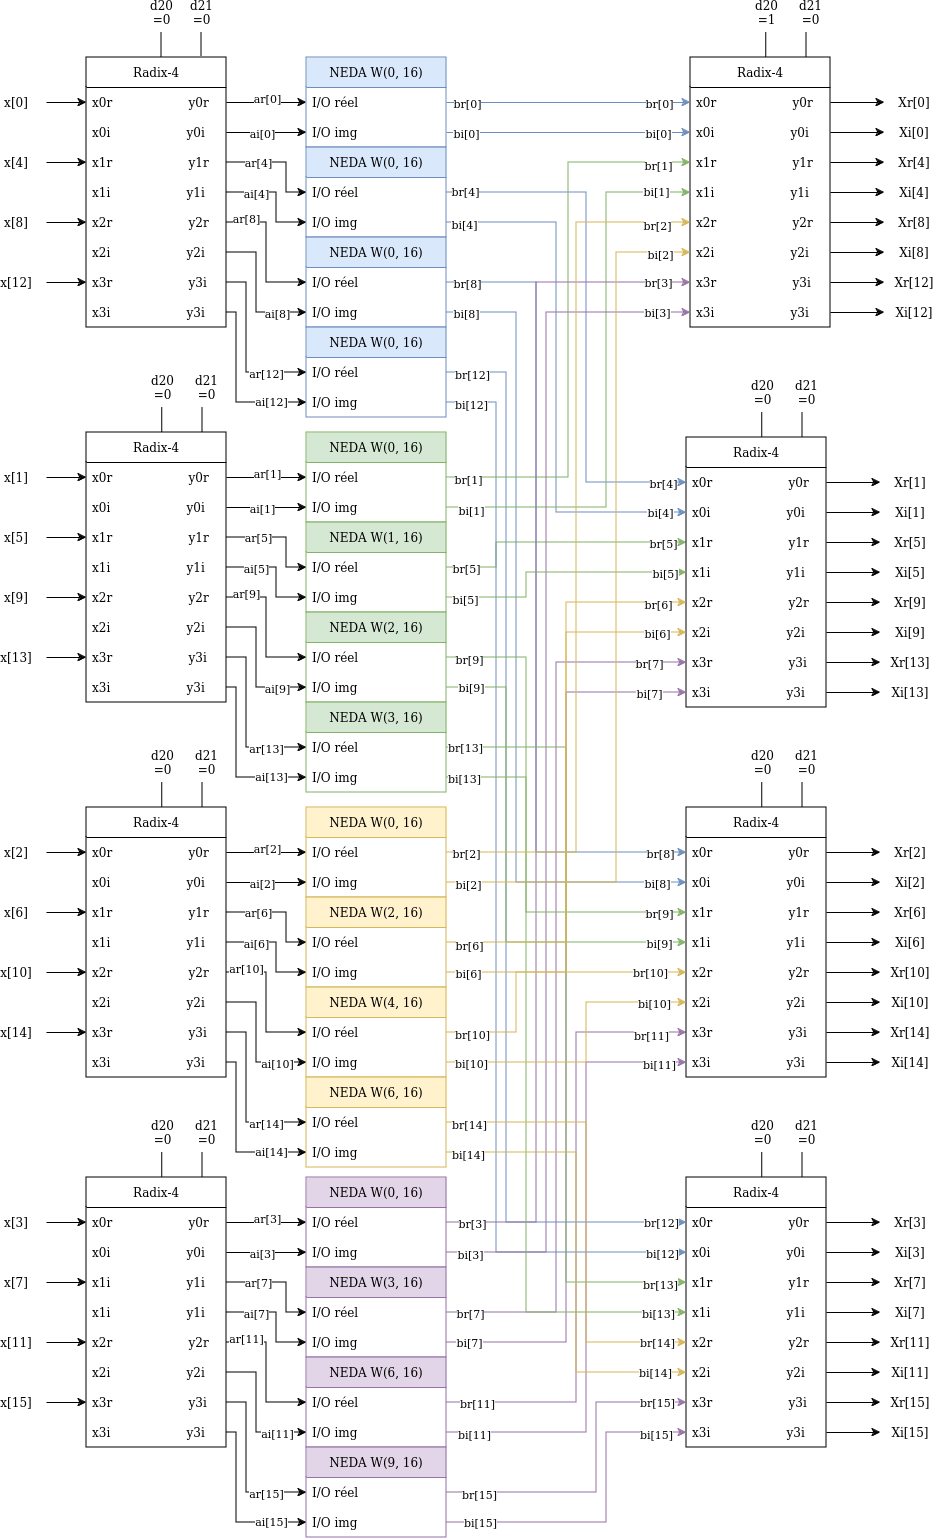 d20 =0
d21 =0
d20 =1
d21 =0
Radix-4
NEDA W(0, 16)
Radix-4
x[0] x0r y0r ar[0] I/O réel br[0] br[0] x0r y0r Xr[0]
x0i y0i ai[0] I/O img bi[0] bi[0] x0i y0i Xi[0]
x[4] x1r y1r ar[4] NEDA W(0, 16) br[1] x1r y1r Xr[4]
x1i y1i ai[4] I/O réel br[4] bi[1] x1i y1i Xi[4]
x[8] x2r y2r ar[8] I/O img bi[4] br[2] x2r y2r Xr[8]
x2i y2i NEDA W(0, 16) bi[2] x2i y2i Xi[8]
x[12] x3r y3i I/O réel br[8] br[3] x3r y3i Xr[12]
x3i y3i ai[8] I/O img bi[8] bi[3] x3i y3i Xi[12]
NEDA W(0, 16)
ar[12] I/O réel br[12]
ai[12] I/O img bi[12]
d20 =0
d21 =0
d20 =0
d21 =0
Radix-4
NEDA W(0, 16)
Radix-4
x[1] x0r y0r ar[1] I/O réel br[1] br[4] x0r y0r Xr[1]
x0i y0i ai[1] I/O img bi[1] bi[4] x0i y0i Xi[1]
x[5] x1r y1r ar[5] NEDA W(1, 16) br[5] x1r y1r Xr[5]
x1i y1i ai[5] I/O réel br[5] bi[5] x1i y1i Xi[5]
x[9] x2r y2r ar[9] I/O img bi[5] br[6] x2r y2r Xr[9]
x2i y2i NEDA W(2, 16) bi[6] x2i y2i Xi[9]
x[13] x3r y3i I/O réel br[9] br[7] x3r y3i Xr[13]
x3i y3i ai[9] I/O img bi[9] bi[7] x3i y3i Xi[13]
NEDA W(3, 16)
ar[13] I/O réel br[13]
ai[13] I/O img bi[13]
d20 =0
d21 =0
d20 =0
d21 =0
Radix-4
NEDA W(0, 16)
Radix-4
x[2] x0r y0r ar[2] I/O réel br[2] br[8] x0r y0r Xr[2]
x0i y0i ai[2] I/O img bi[2] bi[8] x0i y0i Xi[2]
x[6] x1r y1r ar[6] NEDA W(2, 16) br[9] x1r y1r Xr[6]
x1i y1i ai[6] I/O réel br[6] bi[9] x1i y1i Xi[6]
x[10] x2r y2r ar[10] I/O img bi[6] br[10] x2r y2r Xr[10]
x2i y2i NEDA W(4, 16) bi[10] x2i y2i Xi[10]
x[14] x3r y3i I/O réel br[10] br[11] x3r y3i Xr[14]
x3i y3i ai[10] I/O img bi[10] bi[11] x3i y3i Xi[14]
NEDA W(6, 16)
ar[14] I/O réel br[14]
ai[14] I/O img bi[14]
d20 =0
d21 =0
d20 =0
d21 =0
Radix-4
NEDA W(0, 16)
Radix-4
x[3] x0r y0r ar[3] I/O réel br[3] br[12] x0r y0r Xr[3]
x0i y0i ai[3] I/O img bi[3] bi[12] x0i y0i Xi[3]
x[7] x1i y1i ar[7] NEDA W(3, 16) br[13] x1r y1r Xr[7]
x1i y1i ai[7] I/O réel br[7] bi[13] x1i y1i Xi[7]
x[11] x2r y2r ar[11] I/O img bi[7] br[14] x2r y2r Xr[11]
x2i y2i NEDA W(6, 16) bi[14] x2i y2i Xi[11]
x[15] x3r y3i I/O réel br[11] br[15] x3r y3i Xr[15]
x3i y3i ai[11] I/O img bi[11] bi[15] x3i y3i Xi[15]
NEDA W(9, 16)
ar[15] I/O réel br[15]
ai[15] I/O img bi[15]